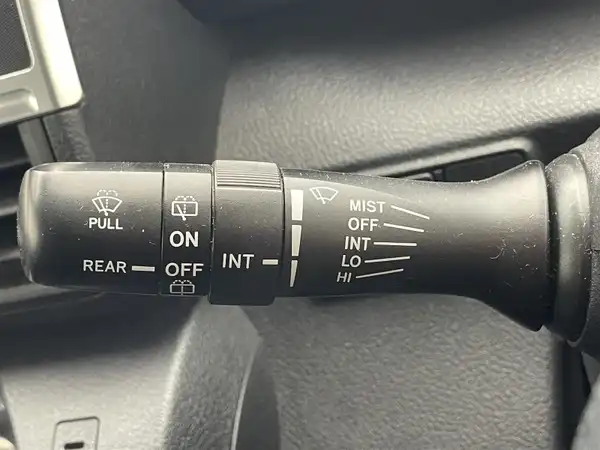 PULL
REAR
ON
OFF
INT
MIST
OFF
INT
LO
HI